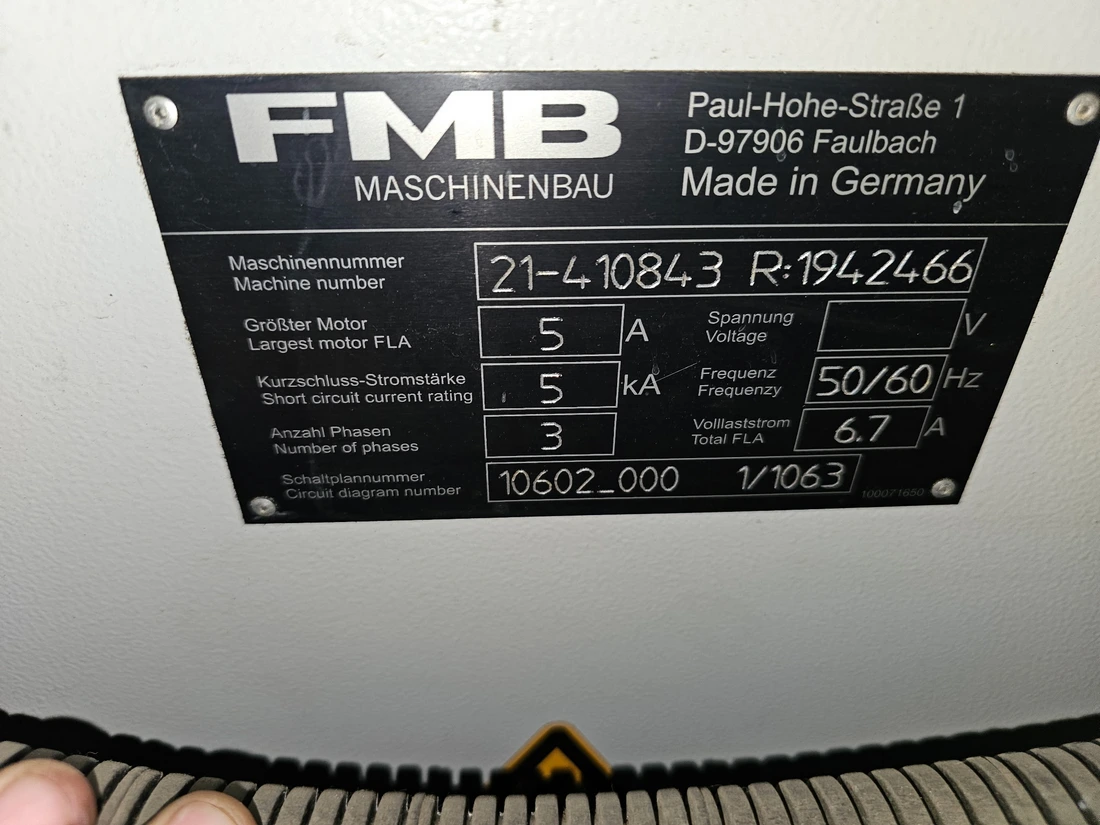 FMB
MASCHINENBAU
Paul-Hohe-Straße 1
D-97906 Faulbach
Made in Germany
Maschinennummer
Machine number
21-410843 R:1942466
Größter Motor
Largest motor FLA
5 A
Spannung
Voltage
V
Kurzschluss-Stromstärke
Short circuit current rating
5 kA
Frequenz
Frequenzy
50/60 Hz
Anzahl Phasen
Number of phases
3
Volllaststrom
Total FLA
6.7 A
Schaltplannummer
Circuit diagram number
10602_000 1/1063
100071650